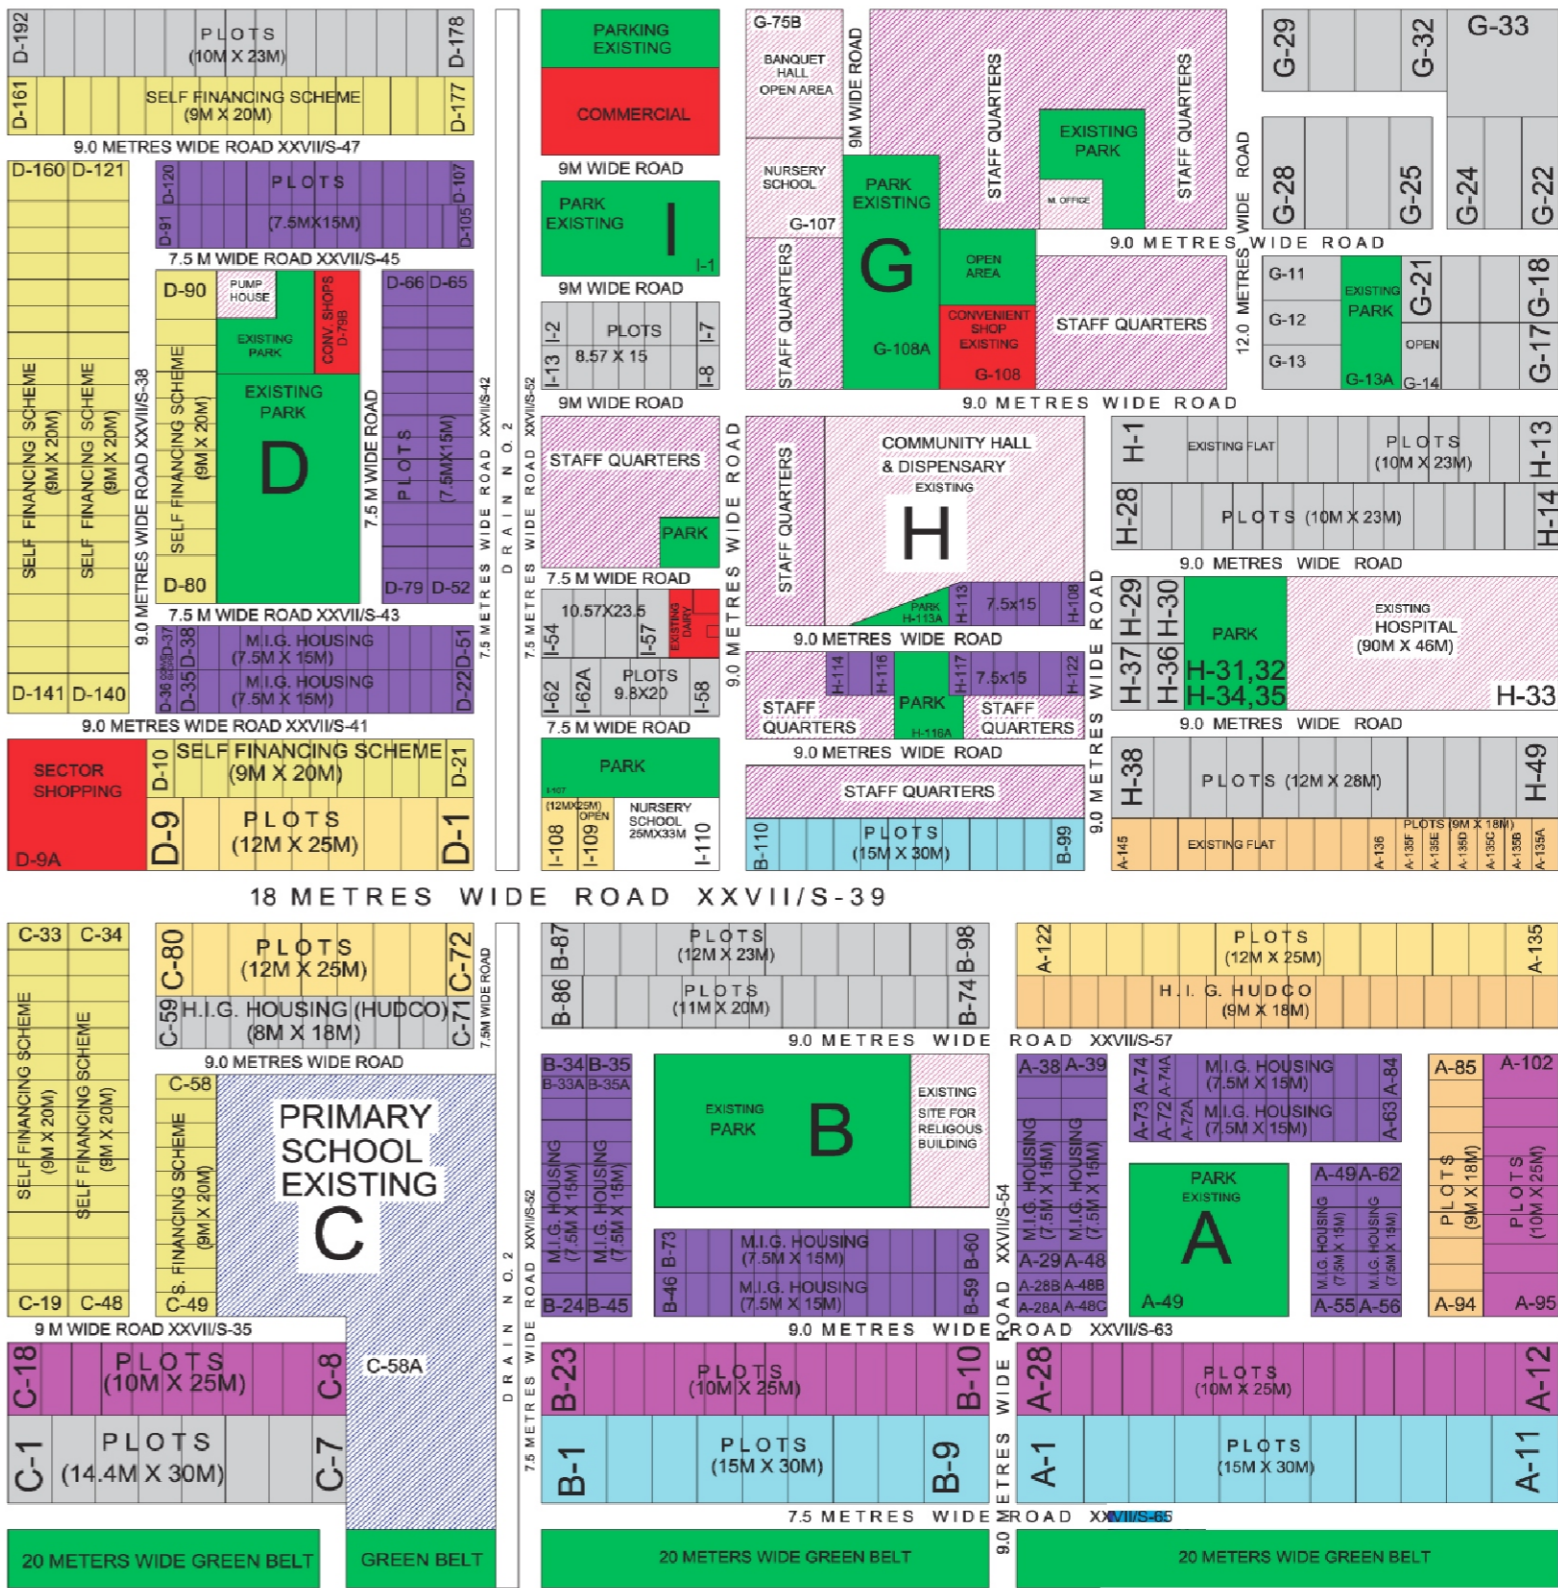 D-192
PLOTS
(10M X 23M)
D-178
D-161
SELF FINANCING SCHEME
(9M X 20M)
D-177
9.0 METRES WIDE ROAD XXVII/S-47
D-160
D-121
SELF FINANCING SCHEME
(9M X 20M)
SELF FINANCING SCHEME
(9M X 20M)
D-141
D-140
9.0 METRES WIDE ROAD XXVII/S-38
D-120
PLOTS
D-107
D-91
(7.5MX15M)
D-105
7.5 M WIDE ROAD XXVII/S-45
D-90
PUMP
HOUSE
CONV. SHOPS
D-79B
EXISTING
PARK
EXISTING
PARK
D
SELF FINANCING SCHEME
(9M X 20M)
D-80
7.5 M WIDE ROAD
D-66
D-65
PLOTS
(7.5MX15M)
D-79
D-52
7.5 M WIDE ROAD XXVII/S-43
D-37
D-38
M.I.G. HOUSING
(7.5M X 15M)
D-51
D-36
D-35
M.I.G. HOUSING
(7.5M X 15M)
D-22
9.0 METRES WIDE ROAD XXVII/S-41
SECTOR
SHOPPING
D-9A
D-10
SELF FINANCING SCHEME
(9M X 20M)
D-21
D-9
PLOTS
(12M X 25M)
D-1
7.5 METRES WIDE ROAD XXVII/S-42
DRAIN NO. 2
7.5 METRES WIDE ROAD XXVII/S-52
PARKING
EXISTING
COMMERCIAL
9M WIDE ROAD
PARK
EXISTING
I
I-1
9M WIDE ROAD
I-2
PLOTS
I-7
I-13
8.57 X 15
I-8
9M WIDE ROAD
STAFF QUARTERS
PARK
7.5 M WIDE ROAD
10.57X23.5
I-54
I-57
EXISTING
DAIRY
I-62
I-62A
PLOTS
9.8X20
I-58
7.5 M WIDE ROAD
PARK
I-107
(12MX25M)
OPEN
I-108
I-109
NURSERY
SCHOOL
25MX33M
I-110
9.0 METRES WIDE ROAD
G-75B
BANQUET
HALL
OPEN AREA
NURSERY
SCHOOL
G-107
STAFF QUARTERS
9M WIDE ROAD
PARK
EXISTING
G
G-108A
STAFF QUARTERS
EXISTING
PARK
M. OFFICE
STAFF QUARTERS
OPEN
AREA
CONVENIENT
SHOP
EXISTING
G-108
STAFF QUARTERS
12.0 METRES WIDE ROAD
G-29
G-32
G-33
G-28
G-25
G-24
G-22
9.0 METRES WIDE ROAD
G-11
G-12
G-13
EXISTING
PARK
G-13A
G-21
OPEN
G-14
G-18
G-17
9.0 METRES WIDE ROAD
STAFF QUARTERS
COMMUNITY HALL
& DISPENSARY
EXISTING
H
PARK
H-113A
H-113
7.5x15
H-108
9.0 METRES WIDE ROAD
H-114
H-116
H-117
7.5x15
H-122
STAFF
QUARTERS
PARK
H-116A
STAFF
QUARTERS
9.0 METRES WIDE ROAD
STAFF QUARTERS
B-110
PLOTS
(15M X 30M)
B-99
9.0 METRES WIDE ROAD
9.0 METRES WIDE ROAD
H-1
EXISTING FLAT
PLOTS
(10M X 23M)
H-13
H-28
PLOTS (10M X 23M)
H-14
9.0 METRES WIDE ROAD
H-29
H-30
H-37
H-36
PARK
H-31,32
H-34,35
EXISTING
HOSPITAL
(90M X 46M)
H-33
9.0 METRES WIDE ROAD
H-38
PLOTS (12M X 28M)
H-49
PLOTS (9M X 18M)
A-145
EXISTING FLAT
A-136
A-135F
A-135E
A-135D
A-135C
A-135B
A-135A
18 METRES WIDE ROAD XXVII/S-39
C-33
C-34
SELF FINANCING SCHEME
(9M X 20M)
SELF FINANCING SCHEME
(9M X 20M)
C-19
C-48
C-80
PLOTS
(12M X 25M)
C-72
C-59
H.I.G. HOUSING (HUDCO)
(8M X 18M)
C-71
7.5M WIDE ROAD
9.0 METRES WIDE ROAD
C-58
S. FINANCING SCHEME
(9M X 20M)
C-49
PRIMARY
SCHOOL
EXISTING
C
C-58A
9 M WIDE ROAD XXVII/S-35
C-18
PLOTS
(10M X 25M)
C-8
C-1
PLOTS
(14.4M X 30M)
C-7
20 METERS WIDE GREEN BELT
GREEN BELT
DRAIN NO. 2
7.5 METRES WIDE ROAD XXVII/S-52
B-87
PLOTS
(12M X 23M)
B-98
B-86
PLOTS
(11M X 20M)
B-74
9.0 METRES WIDE ROAD XXVII/S-57
B-34
B-35
B-33A
B-35A
M.I.G. HOUSING
(7.5M X 15M)
M.I.G. HOUSING
(7.5M X 15M)
B-24
B-45
EXISTING
PARK
B
EXISTING
SITE FOR
RELIGOUS
BUILDING
B-73
M.I.G. HOUSING
(7.5M X 15M)
B-60
B-46
M.I.G. HOUSING
(7.5M X 15M)
B-59
9.0 METRES WIDE ROAD XXVII/S-54
9.0 METRES WIDE ROAD XXVII/S-63
B-23
PLOTS
(10M X 25M)
B-10
B-1
PLOTS
(15M X 30M)
B-9
9.0 METRES WIDE ROAD
7.5 METRES WIDE ROAD XXVII/S-65
20 METERS WIDE GREEN BELT
A-122
PLOTS
(12M X 25M)
A-135
H.I. G. HUDCO
(9M X 18M)
A-38
A-39
M.I.G. HOUSING
(7.5M X 15M)
M.I.G. HOUSING
(7.5M X 15M)
A-29
A-48
A-28B
A-48B
A-28A
A-48C
A-74
A-74A
M.I.G. HOUSING
(7.5M X 15M)
A-84
A-73
A-72
A-72A
M.I.G. HOUSING
(7.5M X 15M)
A-63
PARK
EXISTING
A
A-49
A-49
A-62
M.I.G. HOUSING
(7.5M X 15M)
M.I.G. HOUSING
(7.5M X 15M)
A-55
A-56
A-85
PLOTS
(9M X 18M)
A-94
A-102
PLOTS
(10M X 25M)
A-95
A-28
PLOTS
(10M X 25M)
A-12
A-1
PLOTS
(15M X 30M)
A-11
20 METERS WIDE GREEN BELT